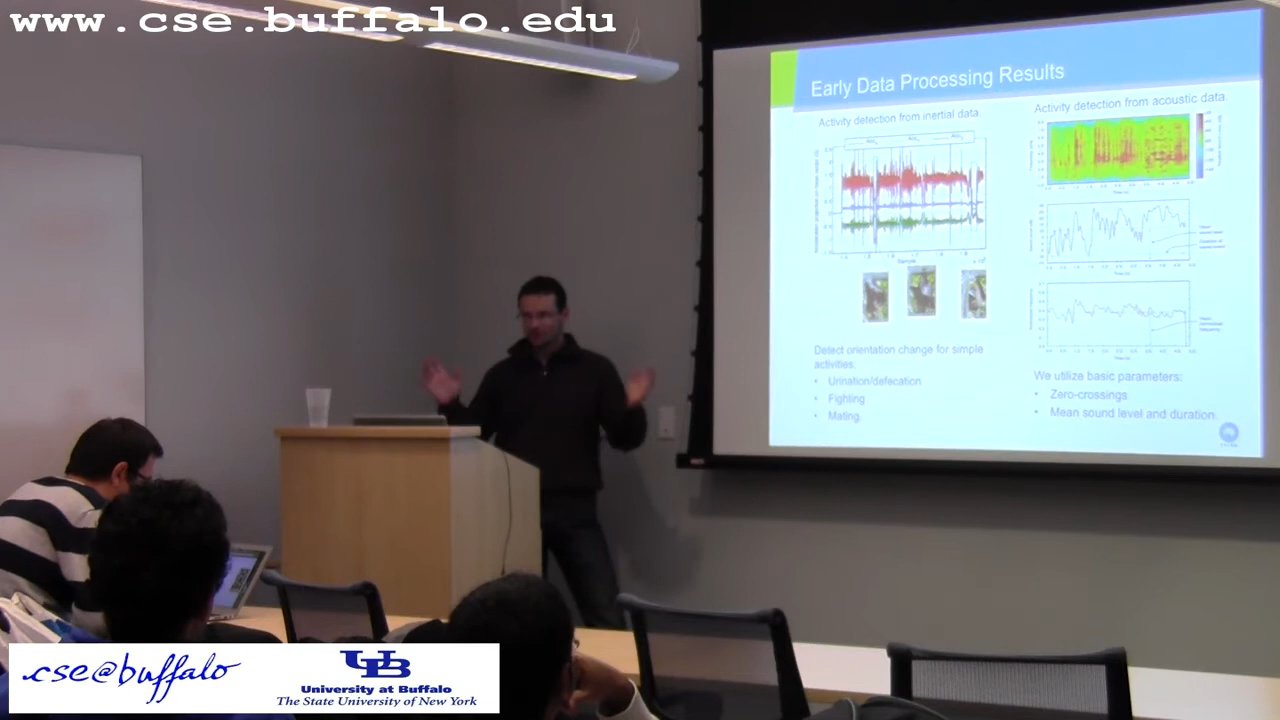 www.cse.buffalo.edu
Early Data Processing Results
Activity detection from inertial data
Activity detection from acoustic data.
Sample
Detect orientation change for simple
activities:
• Urination/defecation
• Fighting
• Mating.
We utilize basic parameters:
• Zero-crossings
• Mean sound level and duration.
cse@buffalo
UB
University at Buffalo
The State University of New York